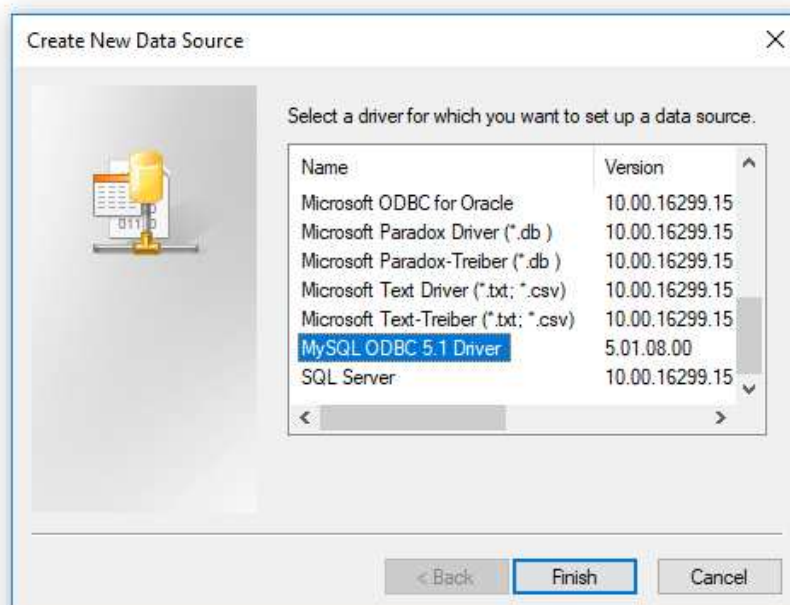 Create New Data Source
Select a driver for which you want to set up a data source.
Name Version
Microsoft ODBC for Oracle 10.00.16299.15
Microsoft Paradox Driver (*.db ) 10.00.16299.15
Microsoft Paradox-Treiber (*.db ) 10.00.16299.15
Microsoft Text Driver (*.txt; *.csv) 10.00.16299.15
Microsoft Text-Treiber (*.txt; *.csv) 10.00.16299.15
MySQL ODBC 5.1 Driver 5.01.08.00
SQL Server 10.00.16299.15
< Back Finish Cancel